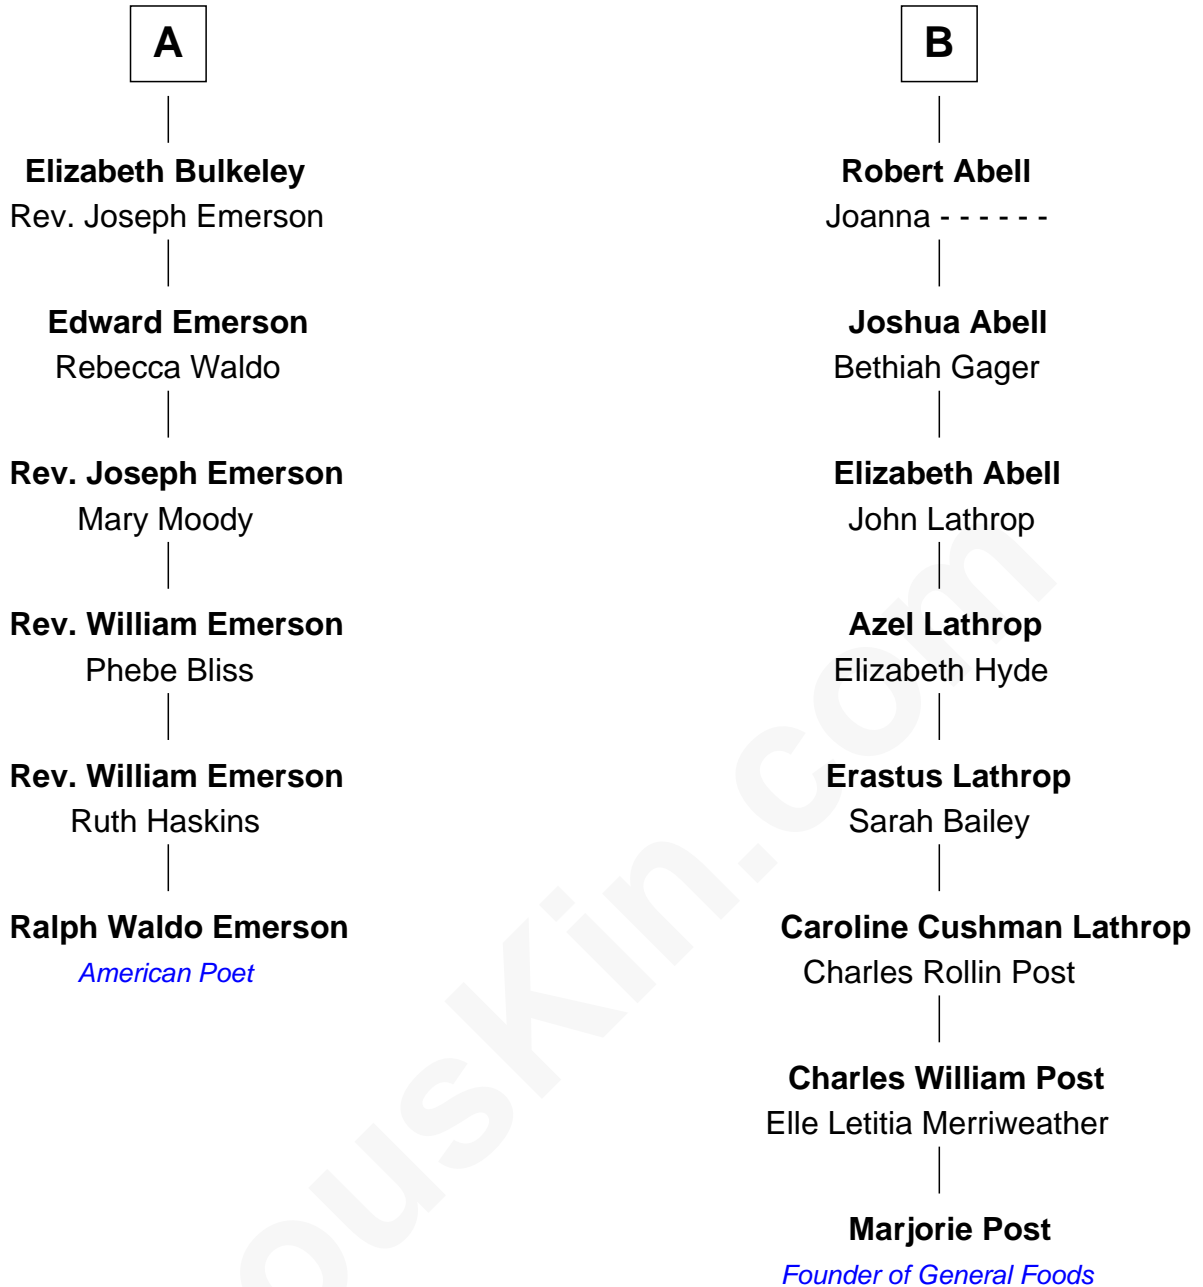 A
Elizabeth Bulkeley
Rev. Joseph Emerson
Edward Emerson
Rebecca Waldo
Rev. Joseph Emerson
Mary Moody
Rev. William Emerson
Phebe Bliss
Rev. William Emerson
Ruth Haskins
Ralph Waldo Emerson
American Poet
B
Robert Abell
Joanna - - - - - -
Joshua Abell
Bethiah Gager
Elizabeth Abell
John Lathrop
Azel Lathrop
Elizabeth Hyde
Erastus Lathrop
Sarah Bailey
Caroline Cushman Lathrop
Charles Rollin Post
Charles William Post
Elle Letitia Merriweather
Marjorie Post
Founder of General Foods
ousKin.com